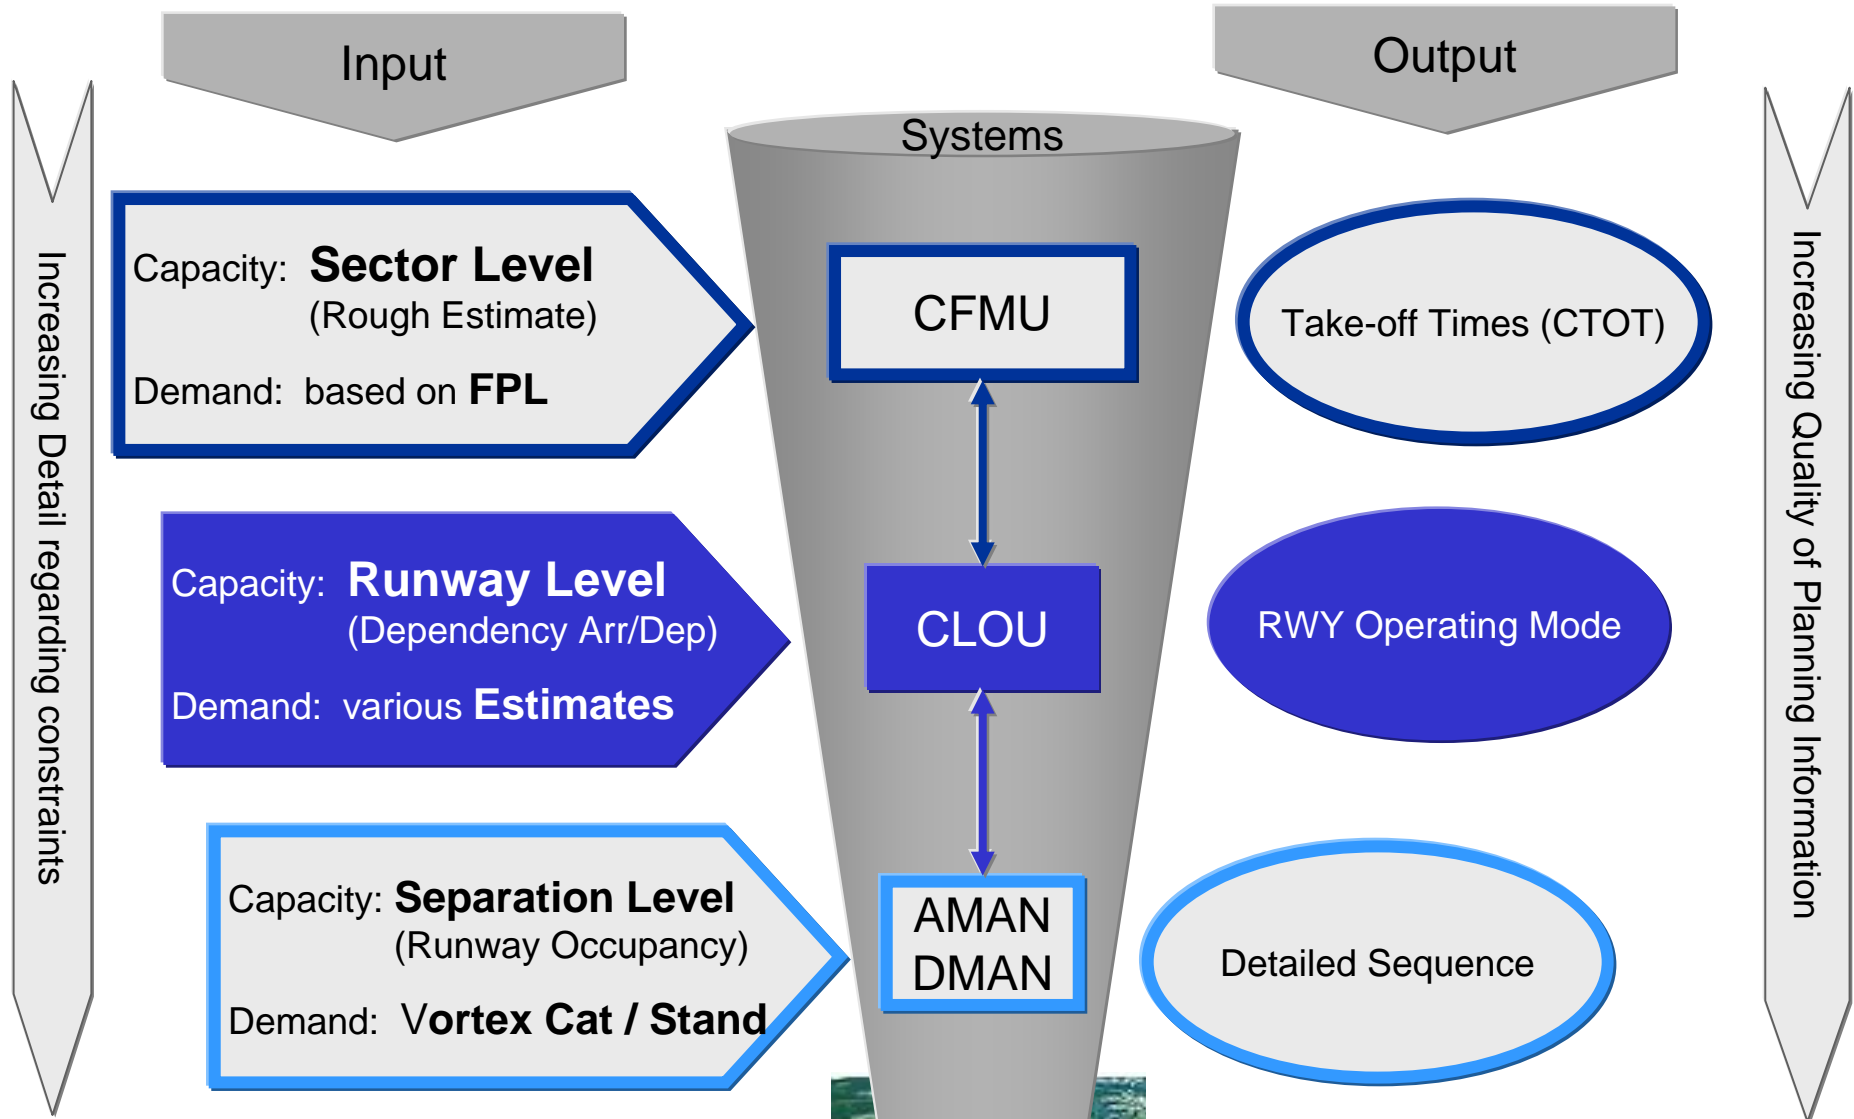 Input
Output
Systems
Increasing Detail regarding constraints
Capacity: Sector Level
(Rough Estimate)
Demand: based on FPL
CFMU
Take-off Times (CTOT)
Capacity: Runway Level
(Dependency Arr/Dep)
Demand: various Estimates
CLOU
RWY Operating Mode
Capacity: Separation Level
(Runway Occupancy)
Demand: Vortex Cat / Stand
AMAN
DMAN
Detailed Sequence
Increasing Quality of Planning Information